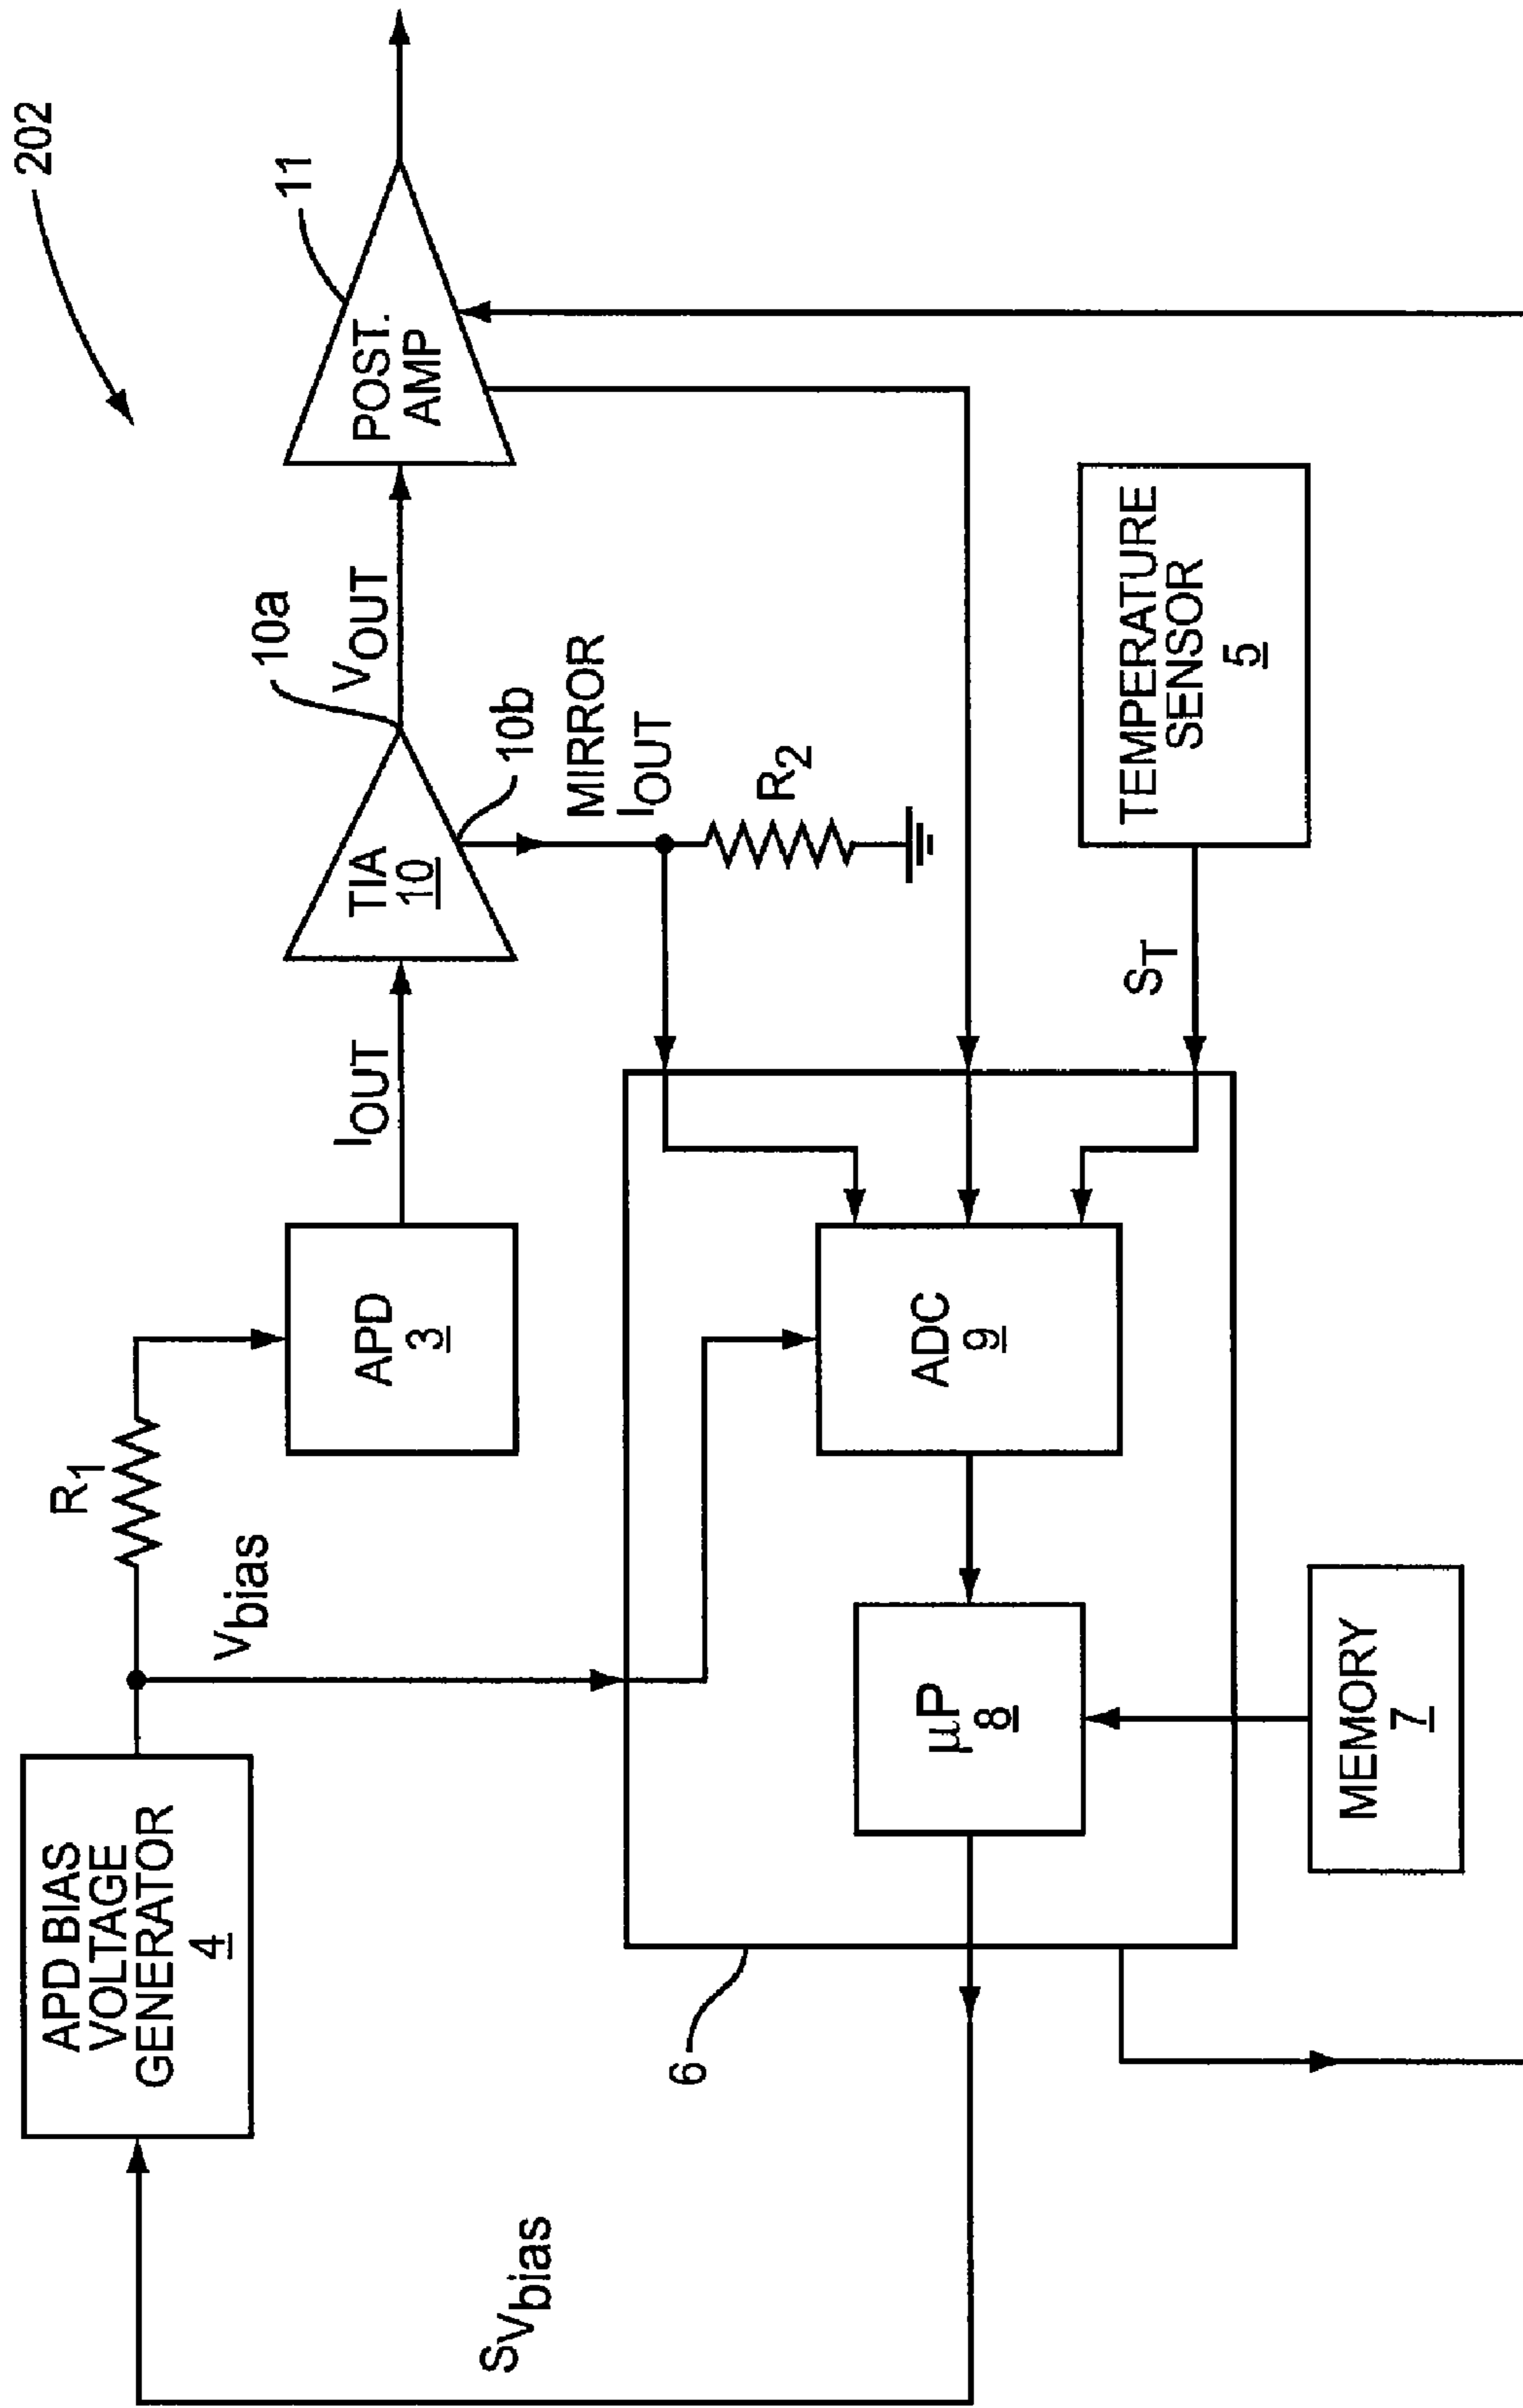 202
APD BIAS
VOLTAGE
GENERATOR
4
R1
Vbias
APD
3
IOUT
TIA
10
10a
VOUT
10b
MIRROR
IOUT
R2
POST.
AMP
11
SVbias
6
μP
8
ADC
9
ST
TEMPERATURE
SENSOR
5
MEMORY
7